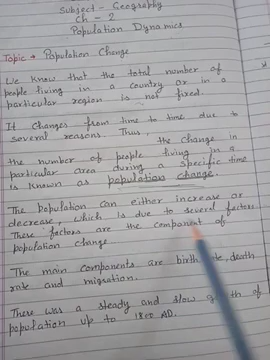 Subject - Geography
Ch - 2
Population Dynamics
Topic → Population Change
We know that the total number of
people living in a country or in a
particular region is not fixed.
It changes from time to time due to
several reasons. Thus,
the change in
the number of people living in a
particular area during a specific time
is known as population change.
The population can either increase or
decrease, which is due to several factors
These factors are the component of
population change
The main components are birth rate, death
rate and migration.
There was a steady and slow growth of
population up to 1800 AD.